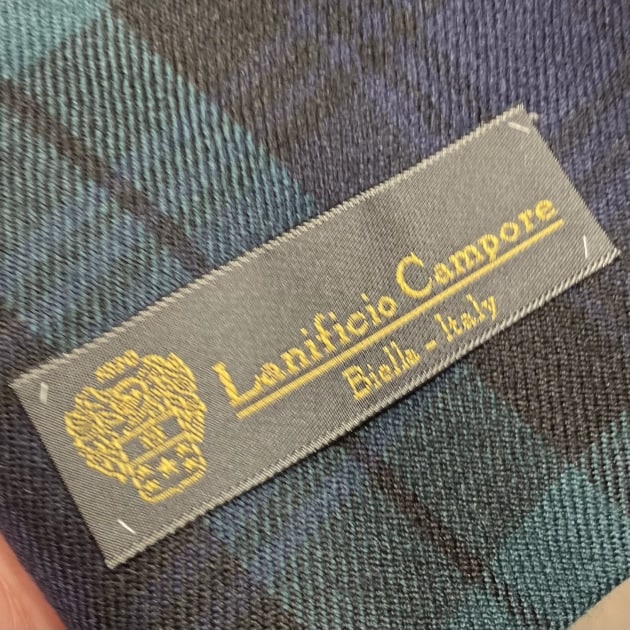 Lanificio Campore
Biella - Italy